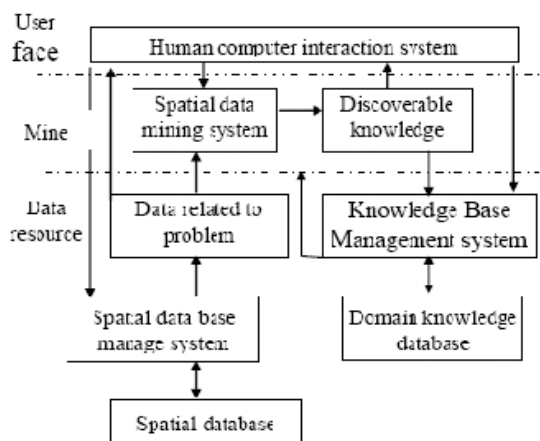 User
face
Human computer interaction system
Mine
Spatial data
mining system
Discoverable
knowledge
Data
resource
Data related to
problem
Knowledge Base
Management system
Spatial data base
manage system
Domain knowledge
database
Spatial database